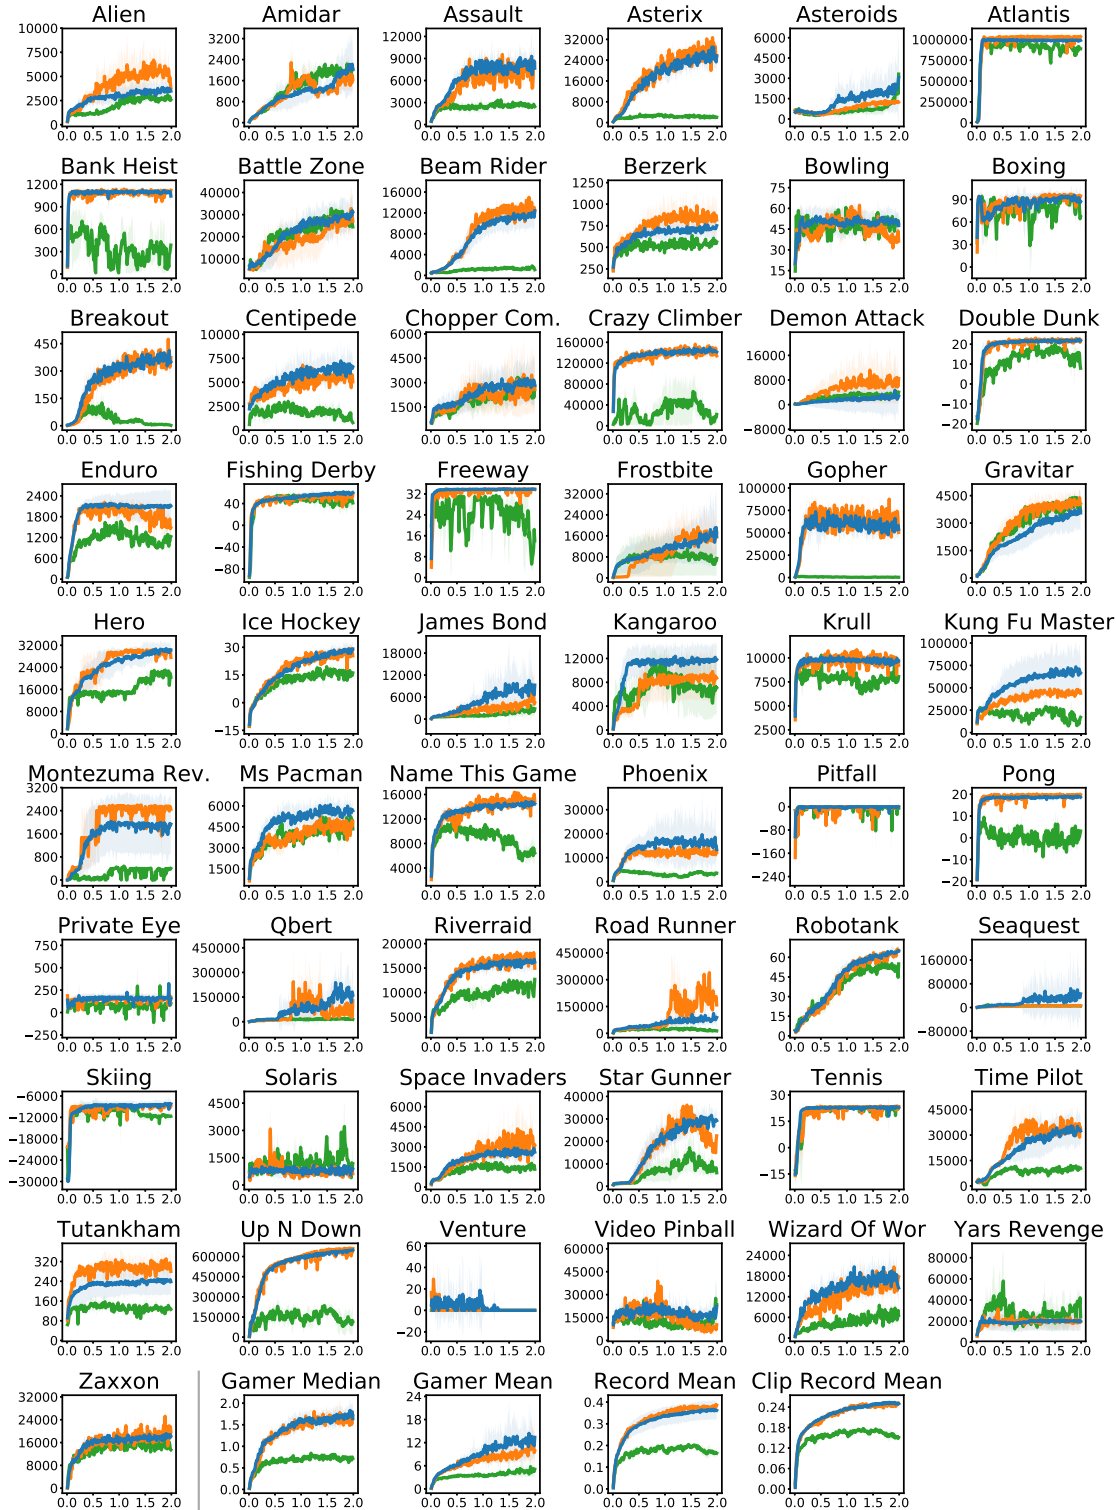 Alien Amidar Assault Asterix Asteroids Atlantis
10000 7500 5000 2500 0
3200 2400 1600 800 0
12000 9000 6000 3000 0
32000 24000 16000 8000 0
6000 4500 3000 1500 0
1000000 750000 500000 250000 0
0.0 0.5 1.0 1.5 2.0 0.0 0.5 1.0 1.5 2.0 0.0 0.5 1.0 1.5 2.0 0.0 0.5 1.0 1.5 2.0 0.0 0.5 1.0 1.5 2.0 0.0 0.5 1.0 1.5 2.0
Bank Heist Battle Zone Beam Rider Berzerk Bowling Boxing
1200 900 600 300 0
40000 30000 20000 10000
16000 12000 8000 4000 0
1250 1000 750 500 250
75 60 45 30 15
90 60 30 0
0.0 0.5 1.0 1.5 2.0 0.0 0.5 1.0 1.5 2.0 0.0 0.5 1.0 1.5 2.0 0.0 0.5 1.0 1.5 2.0 0.0 0.5 1.0 1.5 2.0 0.0 0.5 1.0 1.5 2.0
Breakout Centipede Chopper Com. Crazy Climber Demon Attack Double Dunk
450 300 150 0
10000 7500 5000 2500 0
6000 4500 3000 1500 0
160000 120000 80000 40000 0
16000 8000 0 −8000
20 10 0 −10 −20
0.0 0.5 1.0 1.5 2.0 0.0 0.5 1.0 1.5 2.0 0.0 0.5 1.0 1.5 2.0 0.0 0.5 1.0 1.5 2.0 0.0 0.5 1.0 1.5 2.0 0.0 0.5 1.0 1.5 2.0
Enduro Fishing Derby Freeway Frostbite Gopher Gravitar
2400 1800 1200 600 0
40 0 −40 −80
32 24 16 8 0
32000 24000 16000 8000 0
100000 75000 50000 25000 0
4500 3000 1500 0
0.0 0.5 1.0 1.5 2.0 0.0 0.5 1.0 1.5 2.0 0.0 0.5 1.0 1.5 2.0 0.0 0.5 1.0 1.5 2.0 0.0 0.5 1.0 1.5 2.0 0.0 0.5 1.0 1.5 2.0
Hero Ice Hockey James Bond Kangaroo Krull Kung Fu Master
32000 24000 16000 8000 0
30 15 0 −15
18000 12000 6000 0
12000 8000 4000 0
10000 7500 5000 2500
100000 75000 50000 25000 0
0.0 0.5 1.0 1.5 2.0 0.0 0.5 1.0 1.5 2.0 0.0 0.5 1.0 1.5 2.0 0.0 0.5 1.0 1.5 2.0 0.0 0.5 1.0 1.5 2.0 0.0 0.5 1.0 1.5 2.0
Montezuma Rev. Ms Pacman Name This Game Phoenix Pitfall Pong
3200 2400 1600 800 0
6000 4500 3000 1500
16000 12000 8000 4000
30000 20000 10000 0
0 −80 −160 −240
20 10 0 −10 −20
0.0 0.5 1.0 1.5 2.0 0.0 0.5 1.0 1.5 2.0 0.0 0.5 1.0 1.5 2.0 0.0 0.5 1.0 1.5 2.0 0.0 0.5 1.0 1.5 2.0 0.0 0.5 1.0 1.5 2.0
Private Eye Qbert Riverraid Road Runner Robotank Seaquest
750 500 250 0 −250
450000 300000 150000 0
20000 15000 10000 5000
450000 300000 150000 0
60 45 30 15 0
160000 80000 0 −80000
0.0 0.5 1.0 1.5 2.0 0.0 0.5 1.0 1.5 2.0 0.0 0.5 1.0 1.5 2.0 0.0 0.5 1.0 1.5 2.0 0.0 0.5 1.0 1.5 2.0 0.0 0.5 1.0 1.5 2.0
Skiing Solaris Space Invaders Star Gunner Tennis Time Pilot
−6000 −12000 −18000 −24000 −30000
4500 3000 1500 0
6000 4500 3000 1500 0
40000 30000 20000 10000 0
30 15 0 −15
45000 30000 15000 0
0.0 0.5 1.0 1.5 2.0 0.0 0.5 1.0 1.5 2.0 0.0 0.5 1.0 1.5 2.0 0.0 0.5 1.0 1.5 2.0 0.0 0.5 1.0 1.5 2.0 0.0 0.5 1.0 1.5 2.0
Tutankham Up N Down Venture Video Pinball Wizard Of Wor Yars Revenge
320 240 160 80 0
600000 450000 300000 150000 0
60 40 20 0 −20
60000 45000 30000 15000 0
24000 18000 12000 6000 0
80000 60000 40000 20000 0
0.0 0.5 1.0 1.5 2.0 0.0 0.5 1.0 1.5 2.0 0.0 0.5 1.0 1.5 2.0 0.0 0.5 1.0 1.5 2.0 0.0 0.5 1.0 1.5 2.0 0.0 0.5 1.0 1.5 2.0
Zaxxon Gamer Median Gamer Mean Record Mean Clip Record Mean
32000 24000 16000 8000 0
2.0 1.5 1.0 0.5 0.0
24 18 12 6 0
0.4 0.3 0.2 0.1 0.0
0.24 0.18 0.12 0.06 0.00
0.0 0.5 1.0 1.5 2.0 0.0 0.5 1.0 1.5 2.0 0.0 0.5 1.0 1.5 2.0 0.0 0.5 1.0 1.5 2.0 0.0 0.5 1.0 1.5 2.0